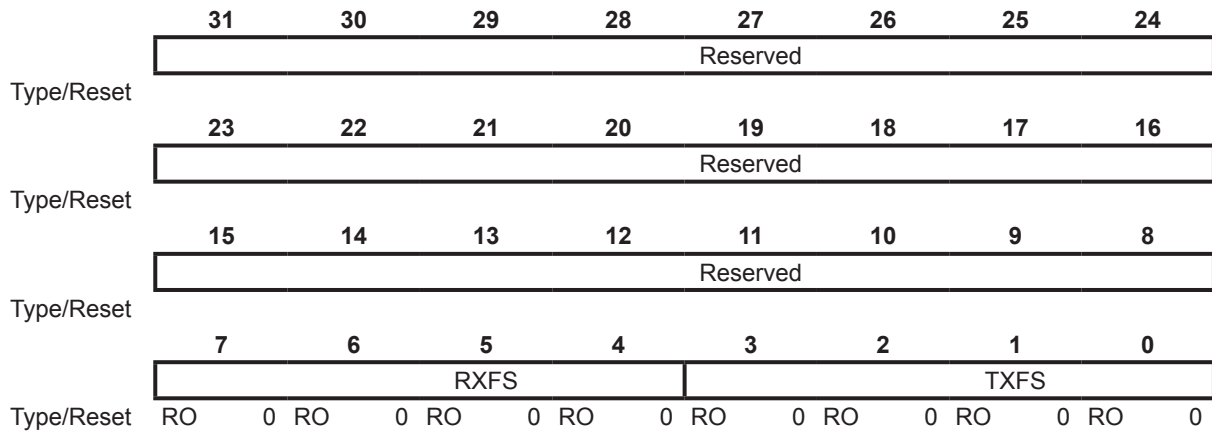 31 30 29 28 27 26 25 24
Reserved
Type/Reset
23 22 21 20 19 18 17 16
Reserved
Type/Reset
15 14 13 12 11 10 9 8
Reserved
Type/Reset
7 6 5 4 3 2 1 0
RXFS TXFS
Type/Reset RO 0 RO 0 RO 0 RO 0 RO 0 RO 0 RO 0 RO 0